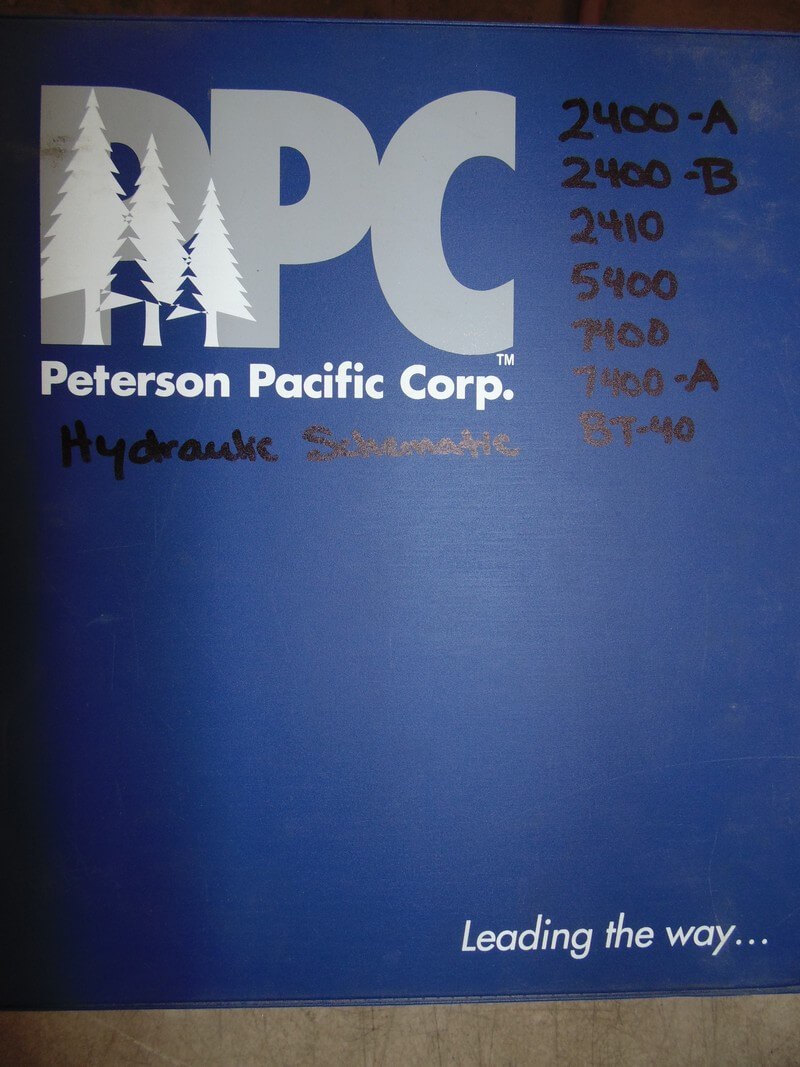 PPC
TM
Peterson Pacific Corp.
Hydraulic Schematic
2400-A
2400-B
2410
5400
7400
7400-A
BT-40
Leading the way...